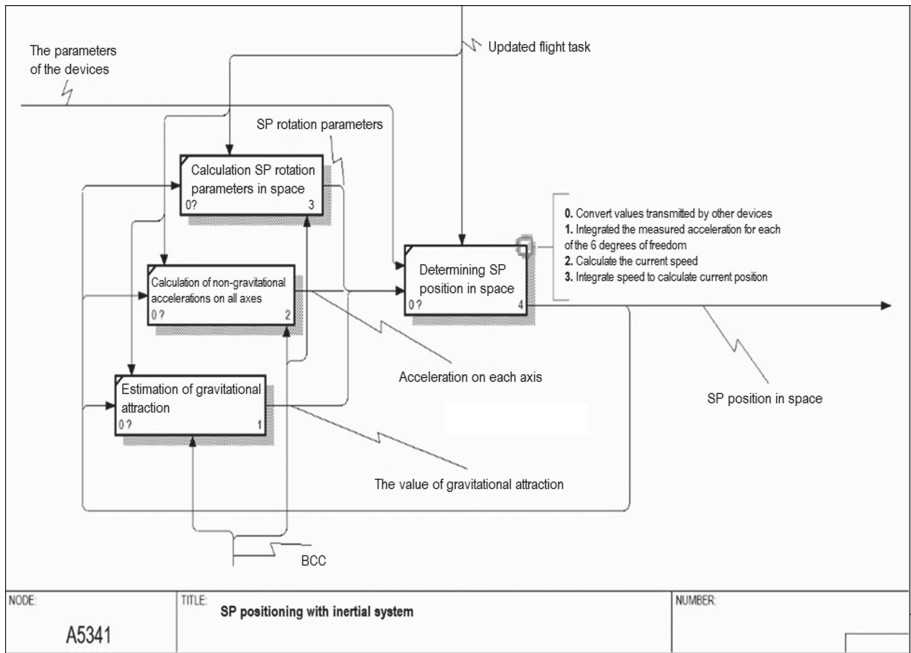 Updated flight task
The parameters
of the devices
SP rotation parameters
Calculation SP rotation
parameters in space
0? 3
0. Convert values transmitted by other devices
1. Integrated the measured acceleration for each
of the 6 degrees of freedom
2. Calculate the current speed
3. Integrate speed to calculate current position
Determining SP
position in space
0 ? 4
Calculation of non-gravitational
accelerations on all axes
0 ? 2
Acceleration on each axis
Estimation of gravitational
attraction
0 ? 1
SP position in space
The value of gravitational attraction
BCC
NODE:
A5341
TITLE:
SP positioning with inertial system
NUMBER: